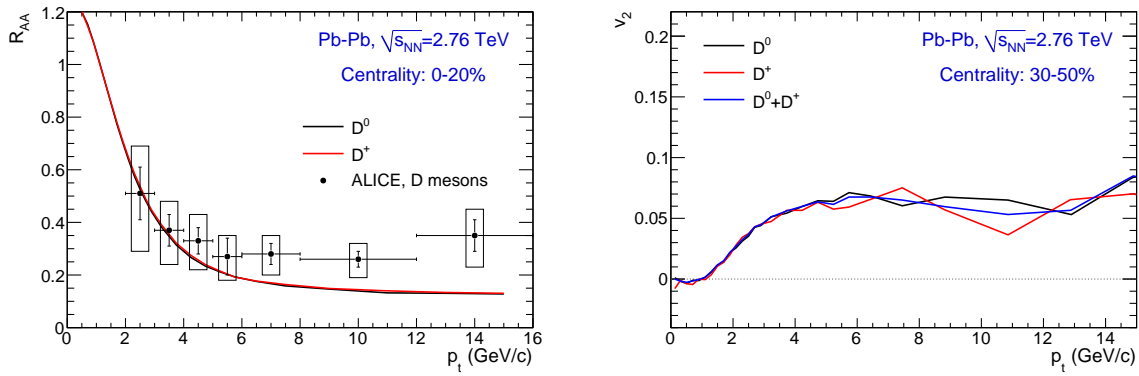 R_AA
Pb-Pb, √s_NN=2.76 TeV
Centrality: 0-20%
D^0
D^+
ALICE, D mesons
1.2
1
0.8
0.6
0.4
0.2
0
0 2 4 6 8 10 12 14 16
p_t (GeV/c)
v_2
Pb-Pb, √s_NN=2.76 TeV
Centrality: 30-50%
D^0
D^+
D^0+D^+
0.2
0.15
0.1
0.05
0
0 2 4 6 8 10 12 14
p_t (GeV/c)